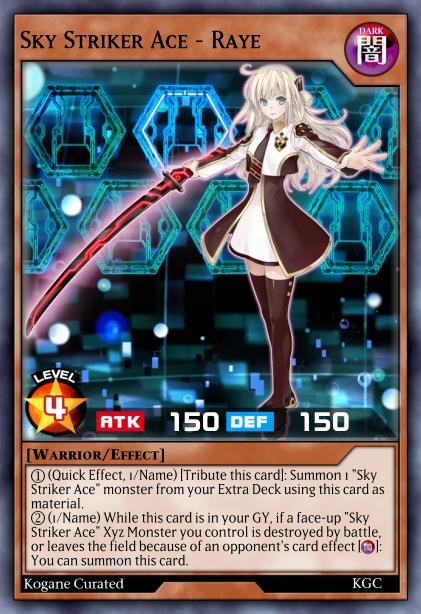 Sky Striker Ace - Raye
DARK
闇
LEVEL
4
ATK 150 DEF 150
[Warrior/Effect]
① (Quick Effect, 1/Name) [Tribute this card]: Summon 1 "Sky
Striker Ace" monster from your Extra Deck using this card as
material.
② (1/Name) While this card is in your GY, if a face-up "Sky
Striker Ace" Xyz Monster you control is destroyed by battle,
or leaves the field because of an opponent's card effect [闇]:
You can summon this card.
Kogane Curated KGC